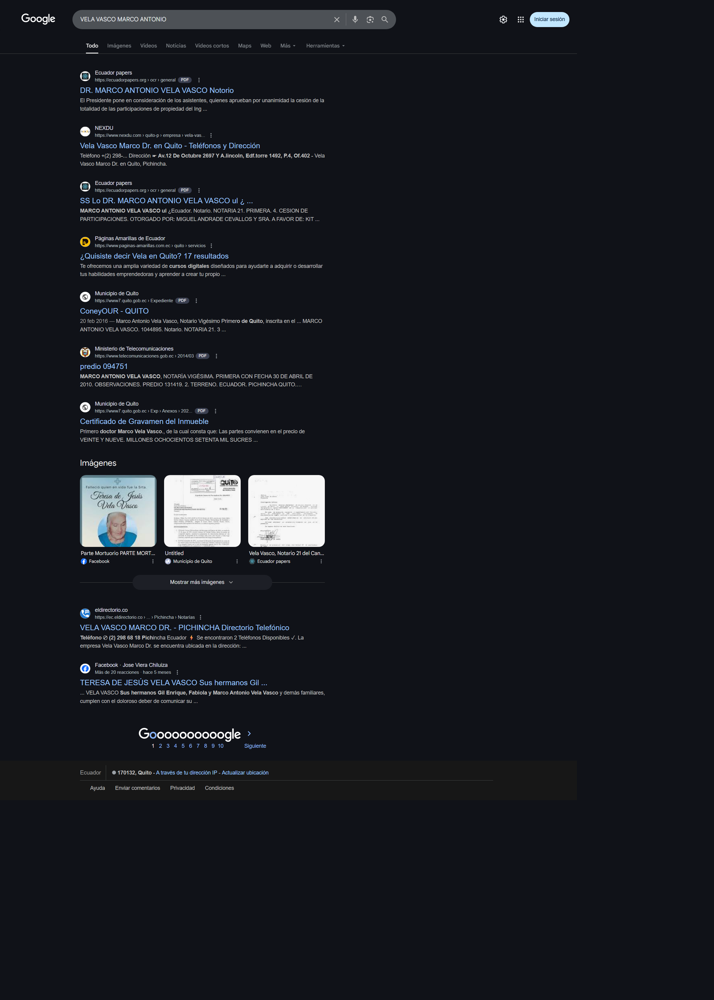 Google
VELA VASCO MARCO ANTONIO
Iniciar sesión
Todo Imágenes Vídeos Noticias Vídeos cortos Maps Web Más Herramientas
Ecuador papers
https://ecuadorpapers.org › ocr › general PDF
DR. MARCO ANTONIO VELA VASCO Notorio
El Presidente pone en consideración de los asistentes, quienes aprueban por unanimidad la cesión de la
totalidad de las participaciones de propiedad del Ing ...
NEXDU
https://www.nexdu.com › quito-p › empresa › vela-vas...
Vela Vasco Marco Dr. en Quito - Teléfonos y Dirección
Teléfono +(2) 298-... Dirección ☛ Av.12 De Octubre 2697 Y A.lincoln, Edf.torre 1492, P.4, Of.402 - Vela
Vasco Marco Dr. en Quito, Pichincha.
Ecuador papers
https://ecuadorpapers.org › ocr › general PDF
SS Lo DR. MARCO ANTONIO VELA VASCO ul ¿ ...
MARCO ANTONIO VELA VASCO ul ¿Ecuador. Notario. NOTARIA 21. PRIMERA. 4. CESION DE
PARTICIPACIONES. OTORGADO POR: MIGUEL ANDRADE CEVALLOS Y SRA. A FAVOR DE: KIT ...
Páginas Amarillas de Ecuador
https://www.paginas-amarillas.com.ec › quito › servicios
¿Quisiste decir Vela en Quito? 17 resultados
Te ofrecemos una amplia variedad de cursos digitales diseñados para ayudarte a adquirir o desarrollar
tus habilidades emprendedoras y aprender a crear tu propio ...
Municipio de Quito
https://www7.quito.gob.ec › Expediente PDF
ConeyOUR - QUITO
20 feb 2016 — Marco Antonio Vela Vasco, Notario Vigésimo Primero de Quito, inscrita en el ... MARCO
ANTONIO VELA VASCO. 1044895. Notario. NOTARIA 21. 3 ...
Ministerio de Telecomunicaciones
https://www.telecomunicaciones.gob.ec › 2014/03 PDF
predio 094751
MARCO ANTONIO VELA VASCO, NOTARÌA VIGÉSIMA. PRIMERA CON FECHA 30 DE ABRIL DE
2010. OBSERVACIONES. PREDIO 131419. 2. TERRENO. ECUADOR. PICHINCHA QUITO....
Municipio de Quito
https://www7.quito.gob.ec › Exp › Anexos › 202... PDF
Certificado de Gravamen del Inmueble
Primero doctor Marco Vela Vasco., de la cual consta que: Las partes convienen en el precio de
VEINTE Y NUEVE. MILLONES OCHOCIENTOS SETENTA MIL SUCRES ...
Imágenes
Falleció quien en vida fue la Srta.
Teresa de Jesús
Vela Vasco
QUITO
Parte Mortuorio PARTE MORT...
Facebook
Untitled
Municipio de Quito
Vela Vasco, Notario 21 del Can...
Ecuador papers
Mostrar más imágenes
eldirectorio.co
https://ec.eldirectorio.co › ... › Pichincha › Notarías
VELA VASCO MARCO DR. - PICHINCHA Directorio Telefónico
Teléfono ✆ (2) 298 68 18 Pichincha Ecuador ⚡ Se encontraron 2 Teléfonos Disponibles ✓. La
empresa Vela Vasco Marco Dr. se encuentra ubicada en la dirección: ...
Facebook · Jose Viera Chiluiza
Más de 20 reacciones · hace 5 meses
TERESA DE JESÚS VELA VASCO Sus hermanos Gil ...
... VELA VASCO Sus hermanos Gil Enrique, Fabiola y Marco Antonio Vela Vasco y demás familiares,
cumplen con el doloroso deber de comunicar su ...
Goooooooooogle
1 2 3 4 5 6 7 8 9 10 Siguiente
Ecuador 170132, Quito - A través de tu dirección IP - Actualizar ubicación
Ayuda Enviar comentarios Privacidad Condiciones